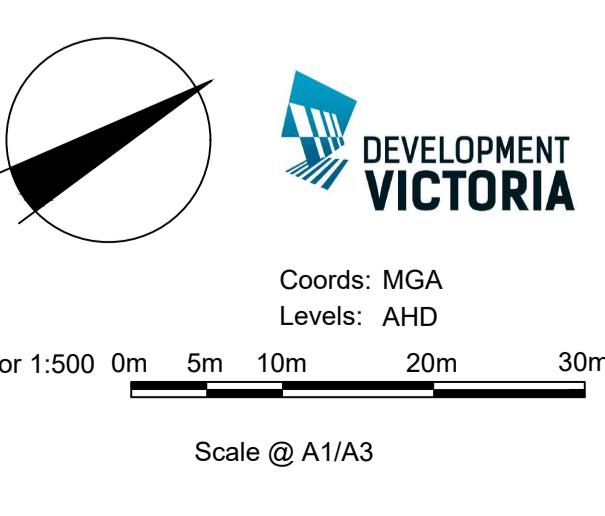 DEVELOPMENT
VICTORIA
Coords: MGA
Levels: AHD
or 1:500 0m 5m 10m 20m 30m
Scale @ A1/A3